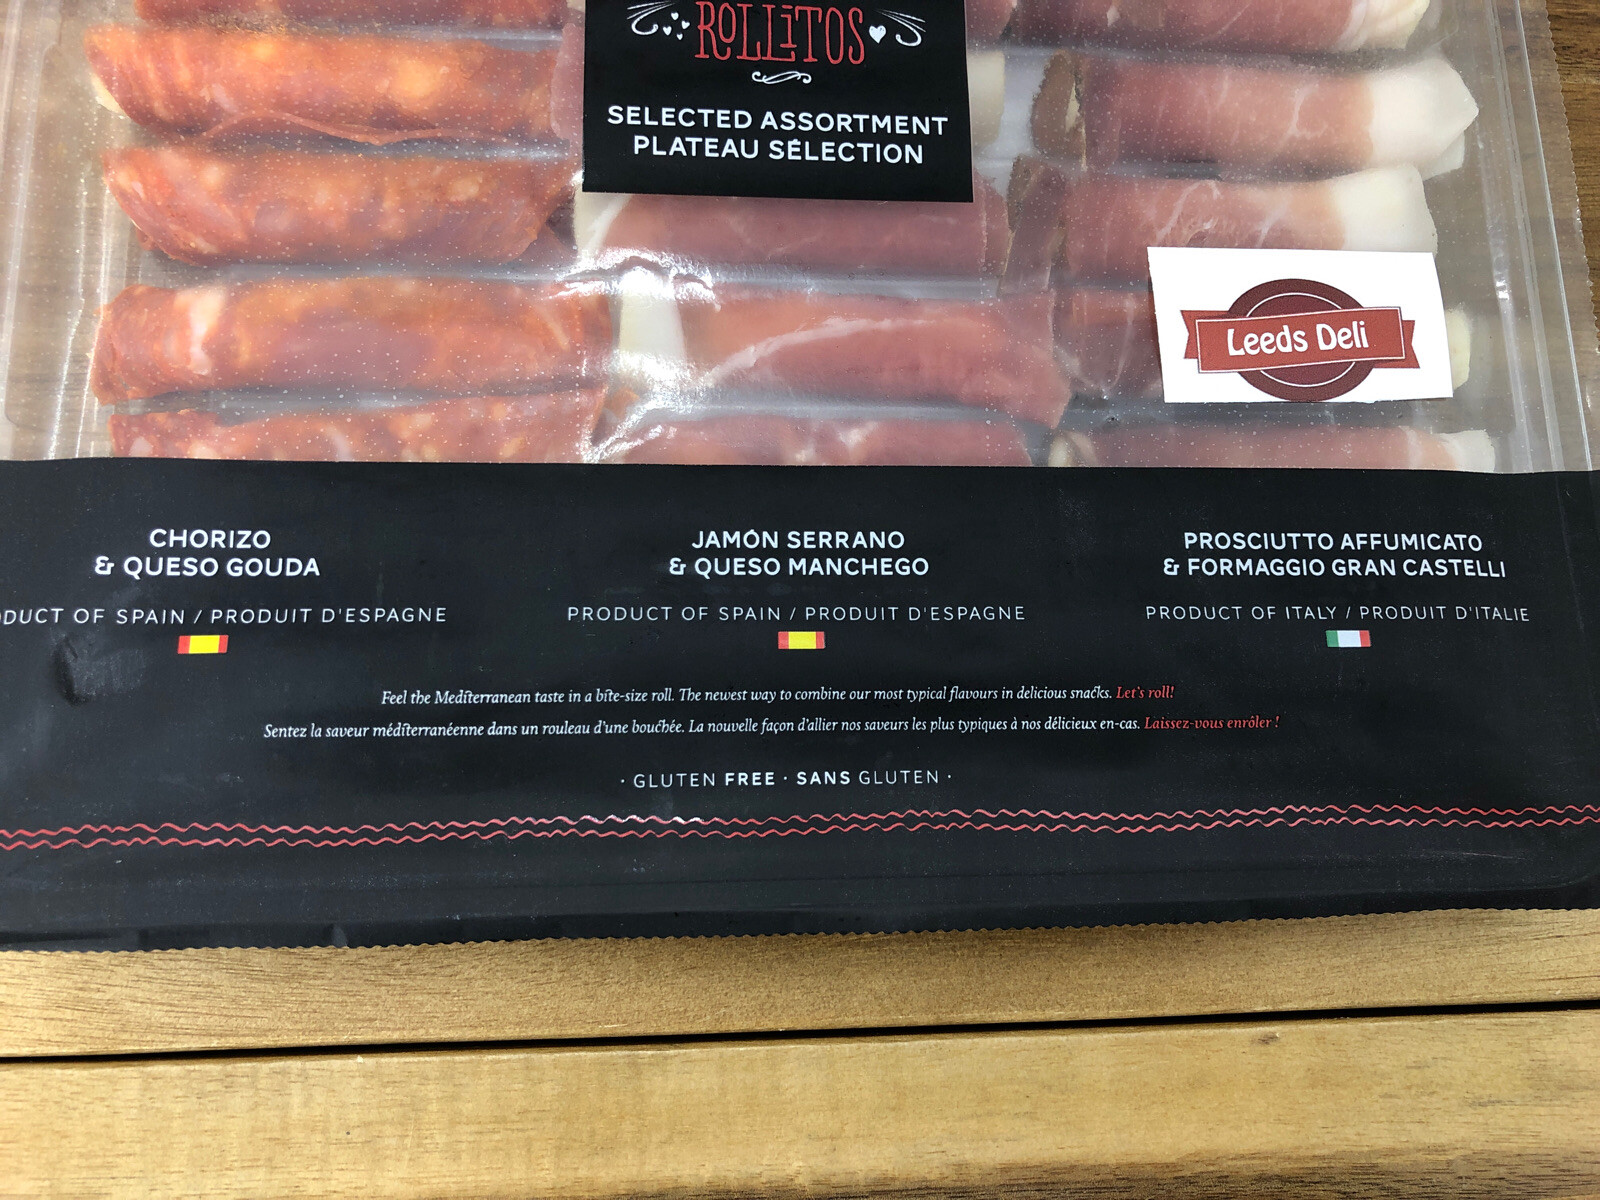 ROLLiTOS
SELECTED ASSORTMENT
PLATEAU SÉLECTION
Leeds Deli
CHORIZO
& QUESO GOUDA
JAMÓN SERRANO
& QUESO MANCHEGO
PROSCIUTTO AFFUMICATO
& FORMAGGIO GRAN CASTELLI
ODUCT OF SPAIN / PRODUIT D'ESPAGNE
PRODUCT OF SPAIN / PRODUIT D'ESPAGNE
PRODUCT OF ITALY / PRODUIT D'ITALIE
Feel the Mediterranean taste in a bite-size roll. The newest way to combine our most typical flavours in delicious snacks. Let's roll!
Sentez la saveur méditerranéenne dans un rouleau d'une bouchée. La nouvelle façon d'allier nos saveurs les plus typiques à nos délicieux en-cas. Laissez-vous enrôler !
· GLUTEN FREE · SANS GLUTEN ·